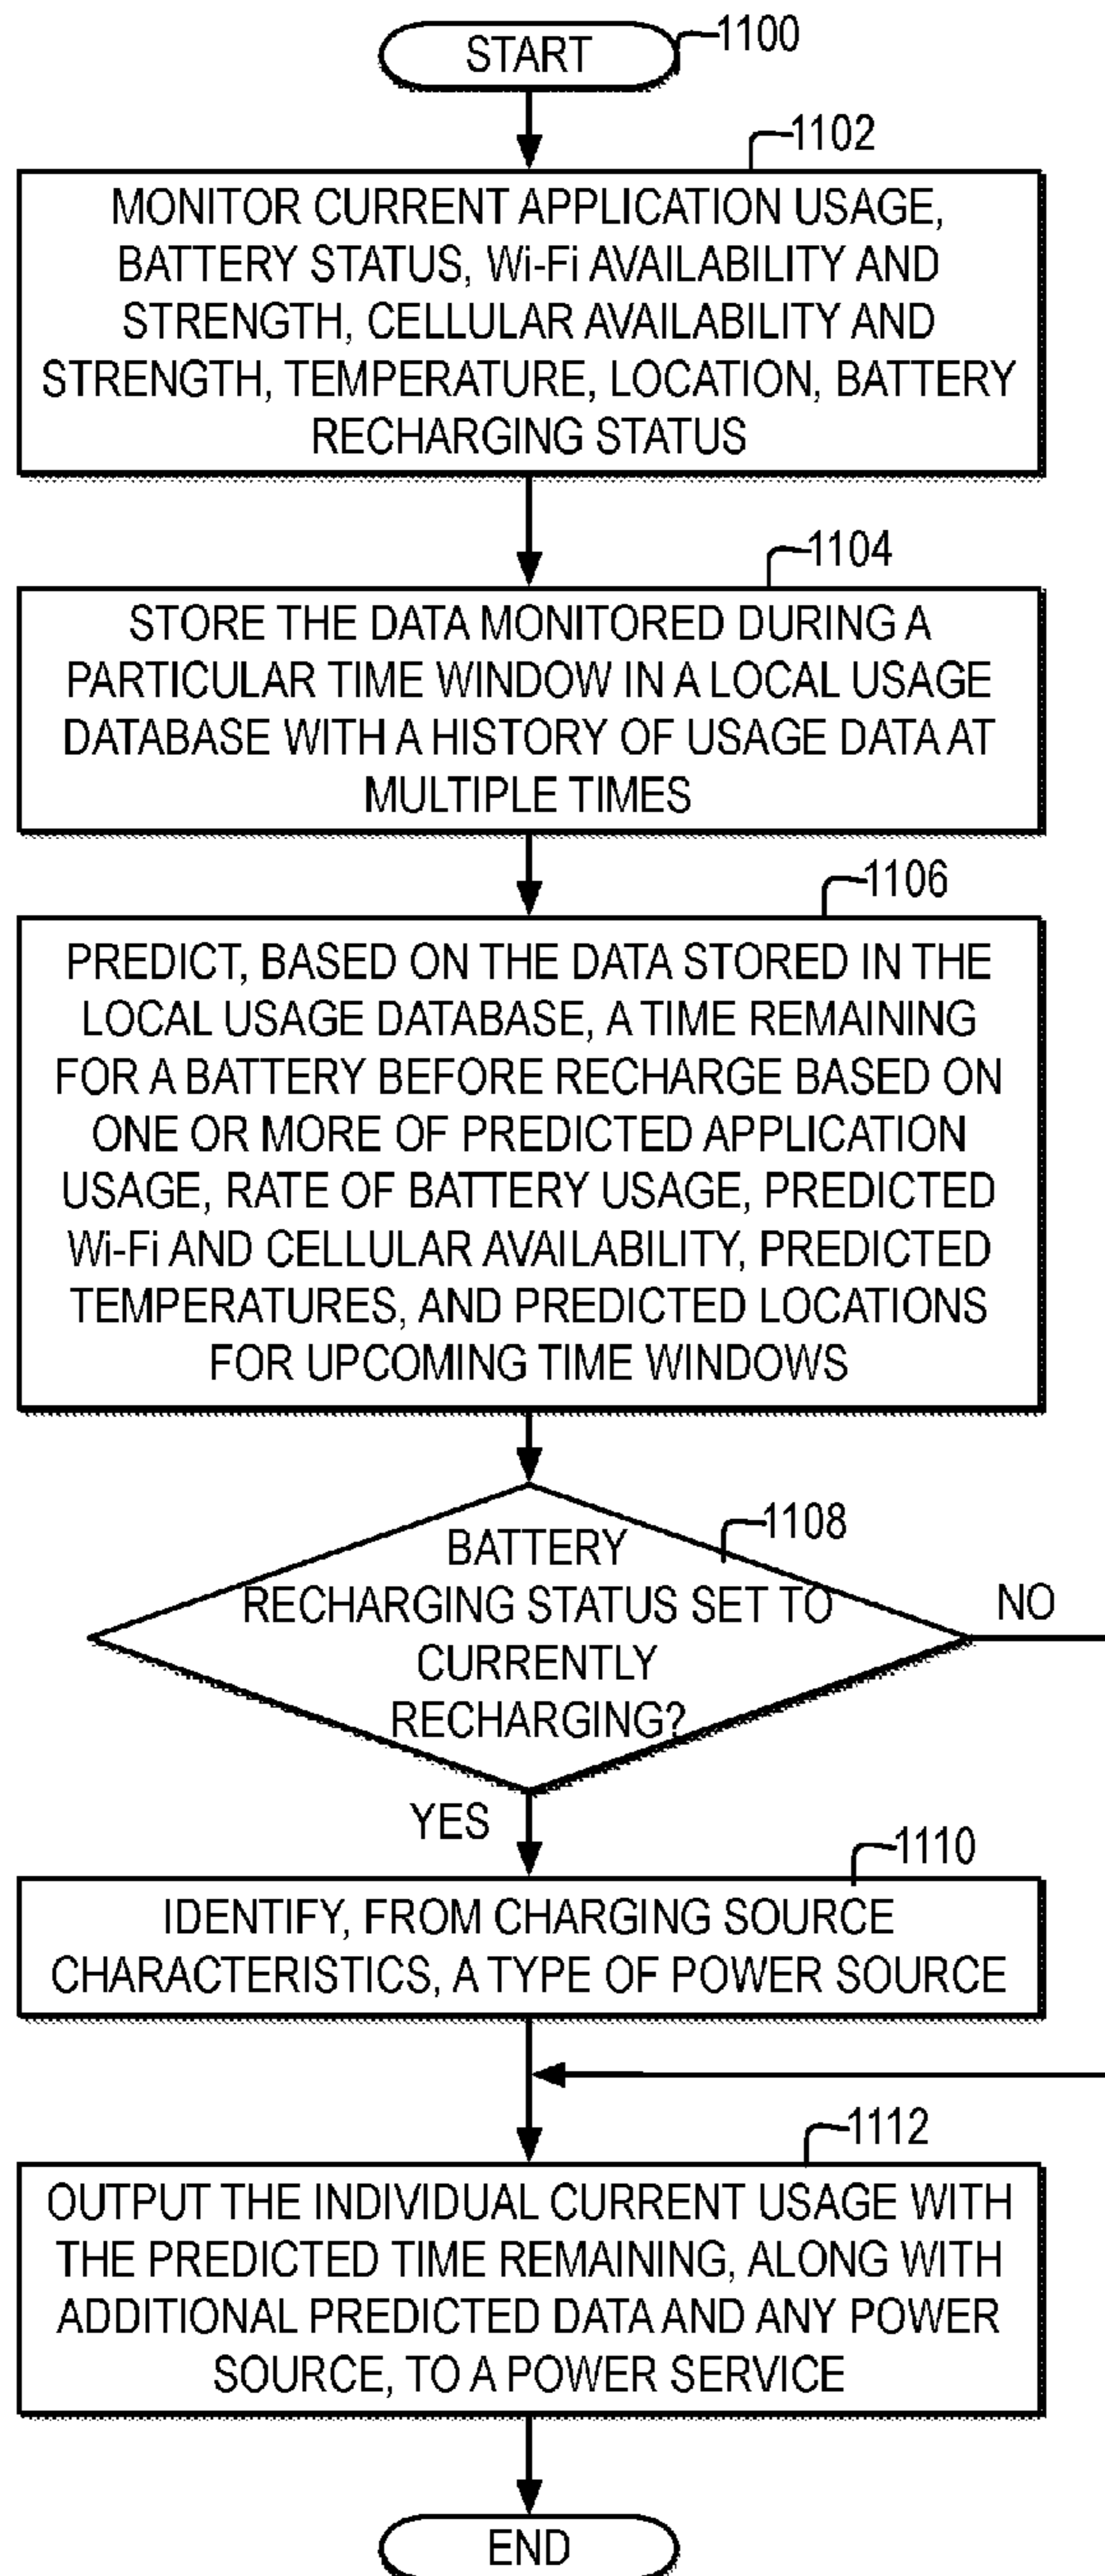 START
1100
1102
MONITOR CURRENT APPLICATION USAGE,
BATTERY STATUS, Wi-Fi AVAILABILITY AND
STRENGTH, CELLULAR AVAILABILITY AND
STRENGTH, TEMPERATURE, LOCATION, BATTERY
RECHARGING STATUS
1104
STORE THE DATA MONITORED DURING A
PARTICULAR TIME WINDOW IN A LOCAL USAGE
DATABASE WITH A HISTORY OF USAGE DATA AT
MULTIPLE TIMES
1106
PREDICT, BASED ON THE DATA STORED IN THE
LOCAL USAGE DATABASE, A TIME REMAINING
FOR A BATTERY BEFORE RECHARGE BASED ON
ONE OR MORE OF PREDICTED APPLICATION
USAGE, RATE OF BATTERY USAGE, PREDICTED
Wi-Fi AND CELLULAR AVAILABILITY, PREDICTED
TEMPERATURES, AND PREDICTED LOCATIONS
FOR UPCOMING TIME WINDOWS
1108
BATTERY
RECHARGING STATUS SET TO
CURRENTLY
RECHARGING?
NO
YES
1110
IDENTIFY, FROM CHARGING SOURCE
CHARACTERISTICS, A TYPE OF POWER SOURCE
1112
OUTPUT THE INDIVIDUAL CURRENT USAGE WITH
THE PREDICTED TIME REMAINING, ALONG WITH
ADDITIONAL PREDICTED DATA AND ANY POWER
SOURCE, TO A POWER SERVICE
END